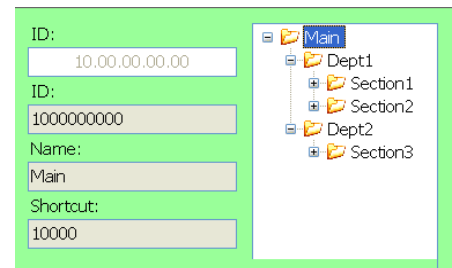 ID:
10.00.00.00.00
ID:
1000000000
Name:
Main
Shortcut:
10000
Main
Dept1
Section1
Section2
Dept2
Section3